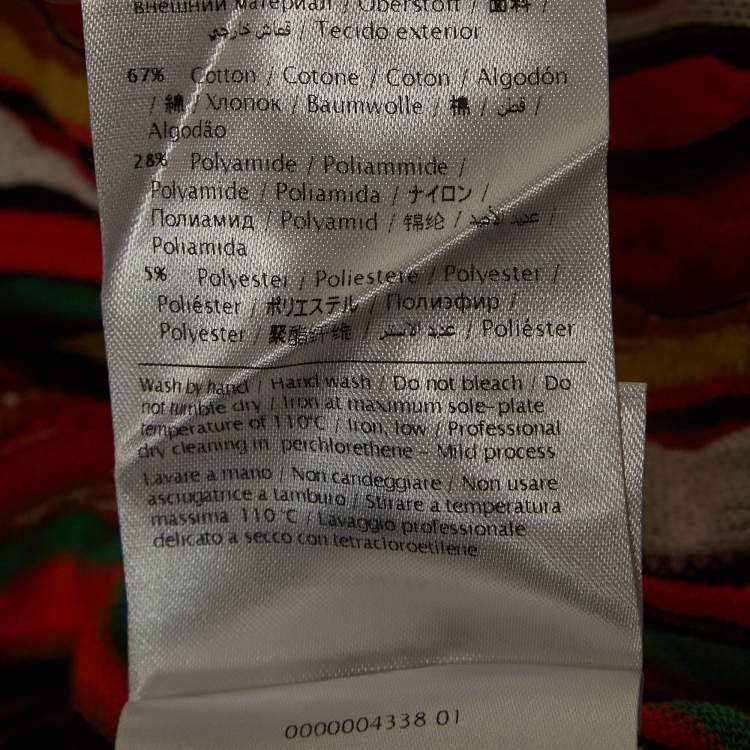 внешний материал / Oberstoff / 面料 /
قماش خارجي / Tecido exterior
67% Cotton / Cotone / Coton / Algodón
/ 綿 / Хлопок / Baumwolle / 棉 / قطن /
Algodão
28% Polyamide / Poliammide /
Polyamide / Poliamida / ナイロン /
Полиамид / Polyamid / 锦纶 / عديد الأميد /
Poliamida
5% Polyester / Poliestere / Polyester /
Poliéster / ポリエステル / Полиэфир /
Polyester / 聚酯纤维 / عديد الاستر / Poliéster
Wash by hand / Hand wash / Do not bleach / Do
not tumble dry / Iron at maximum sole-plate
temperature of 110°C / Iron, low / Professional
dry cleaning in perchlorethene - Mild process
Lavare a mano / Non candeggiare / Non usare
asciugatrice a tamburo / Stirare a temperatura
massima 110 °C / Lavaggio professionale
delicato a secco con tetracloroetilene
0000004338 01